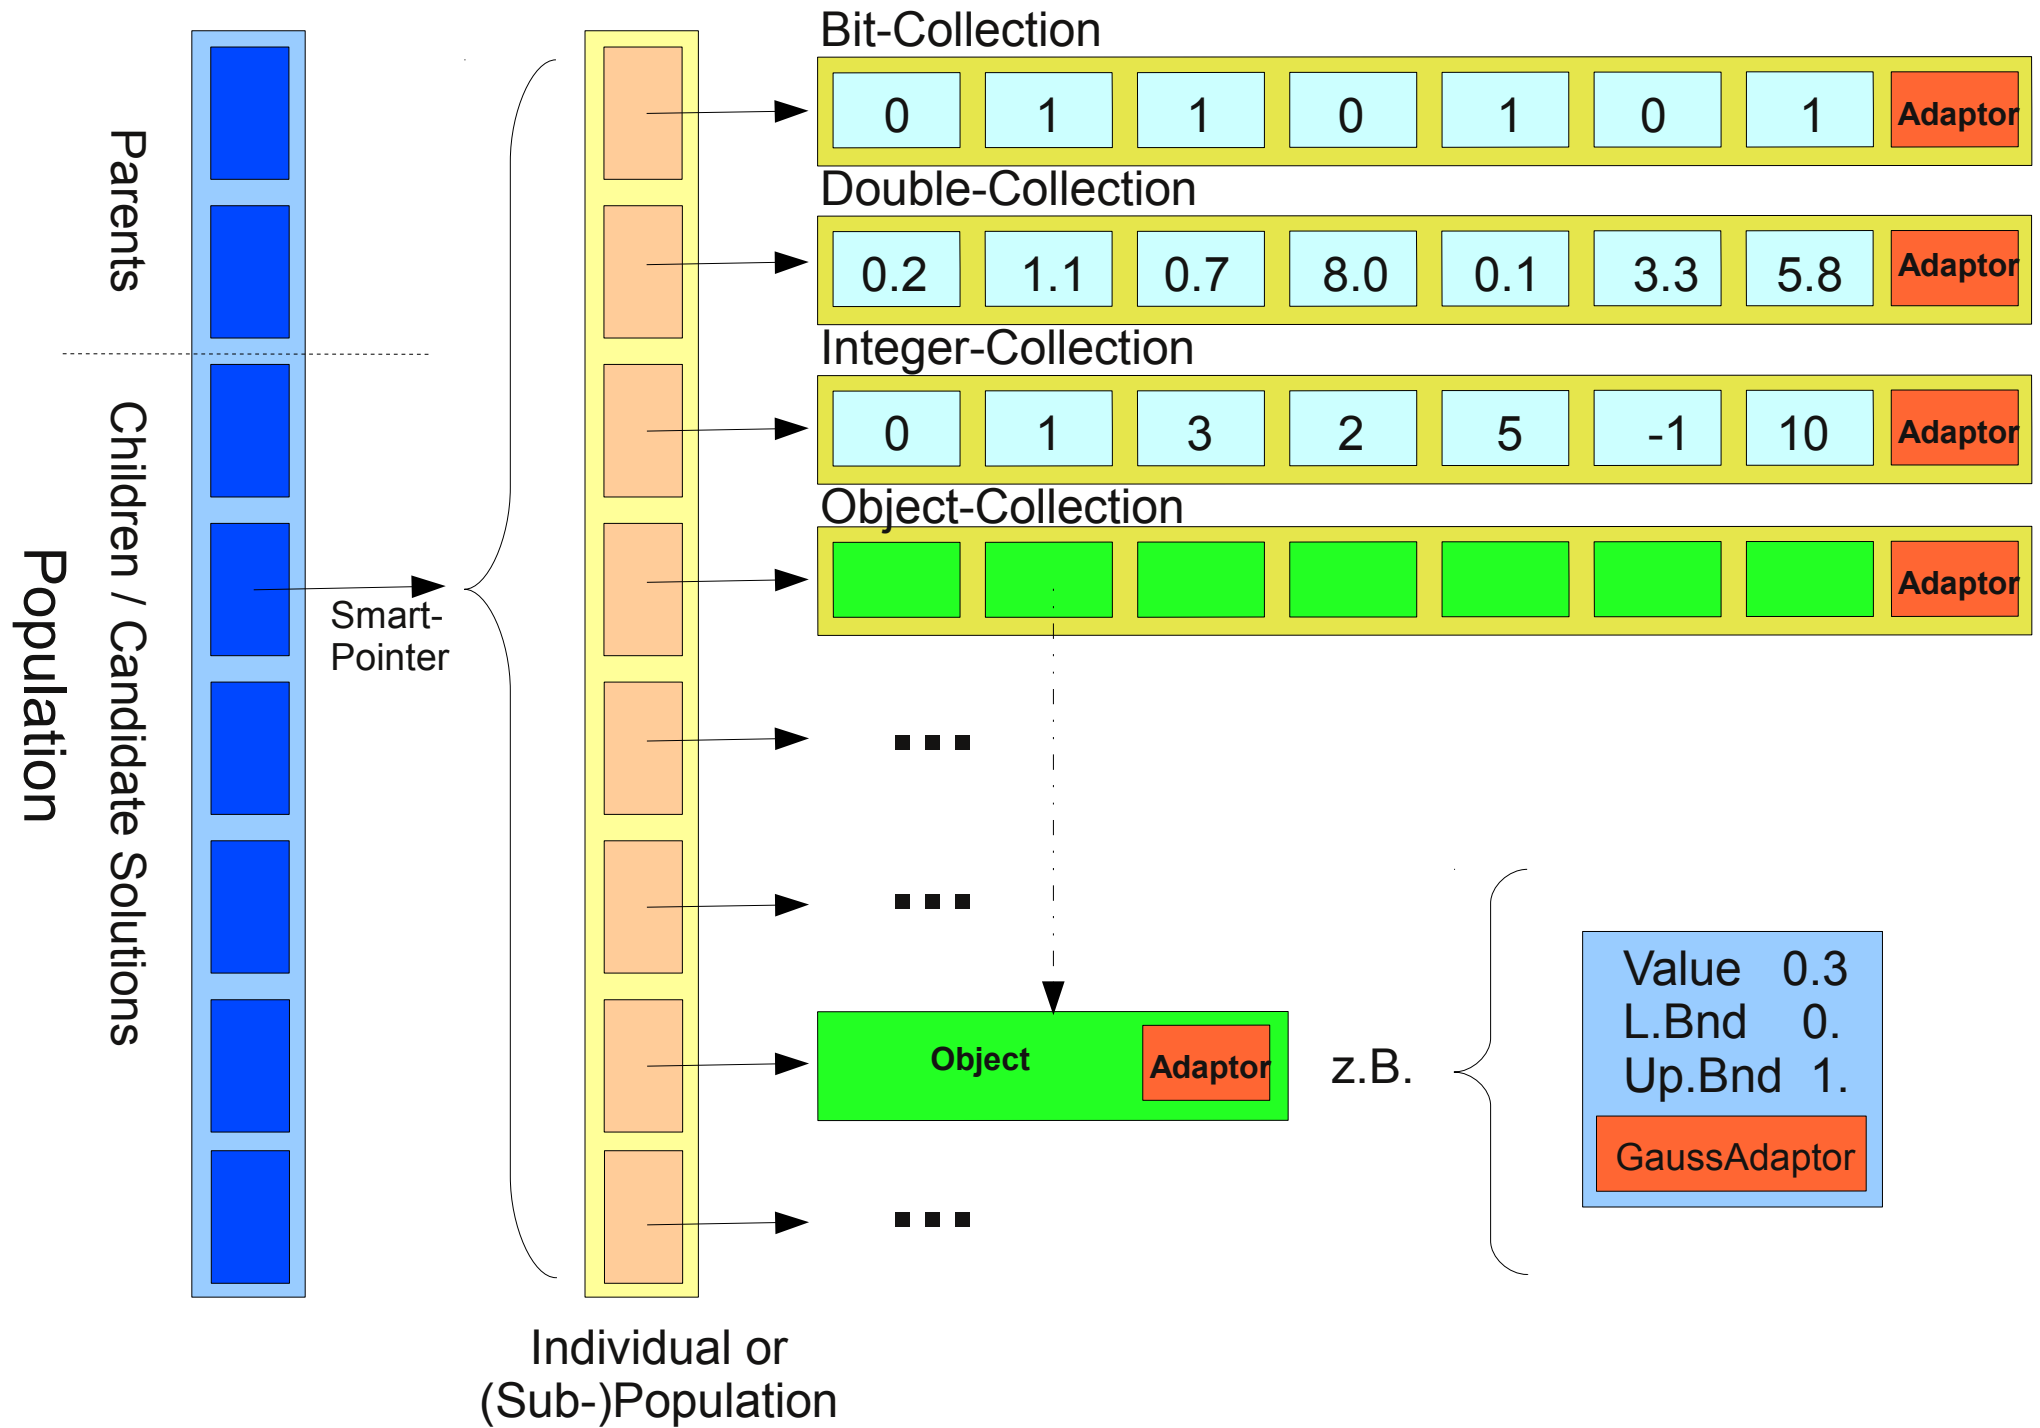 Bit-Collection
0 1 1 0 1 0 1 Adaptor
Double-Collection
0.2 1.1 0.7 8.0 0.1 3.3 5.8 Adaptor
Integer-Collection
0 1 3 2 5 -1 10 Adaptor
Object-Collection
Adaptor
Parents
Children / Candidate Solutions
Population
Smart-
Pointer
Object Adaptor
z.B.
Value 0.3
L.Bnd 0.
Up.Bnd 1.
GaussAdaptor
Individual or
(Sub-)Population